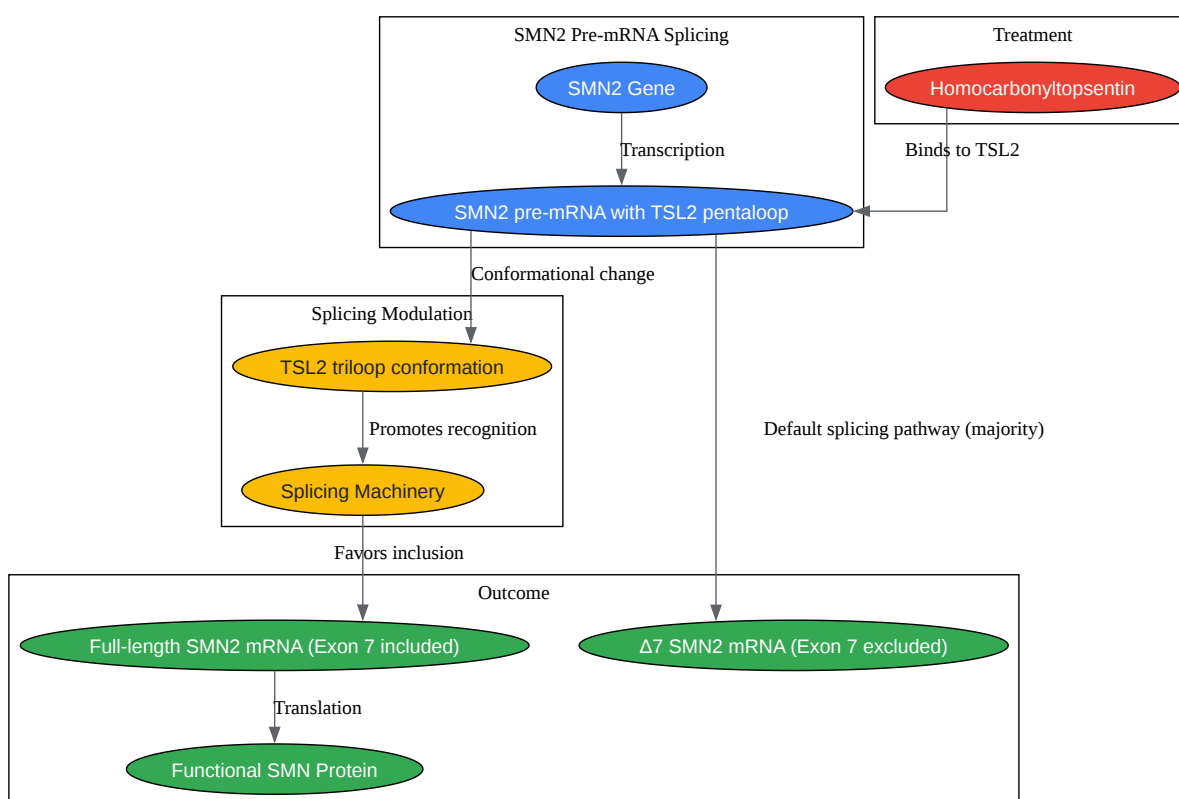 SMN2 Pre-mRNA Splicing
Treatment
SMN2 Gene
Homocarbonyltopsentin
Transcription
Binds to TSL2
SMN2 pre-mRNA with TSL2 pentaloop
Conformational change
Splicing Modulation
TSL2 triloop conformation
Promotes recognition
Default splicing pathway (majority)
Splicing Machinery
Favors inclusion
Outcome
Full-length SMN2 mRNA (Exon 7 included)
Δ7 SMN2 mRNA (Exon 7 excluded)
Translation
Functional SMN Protein